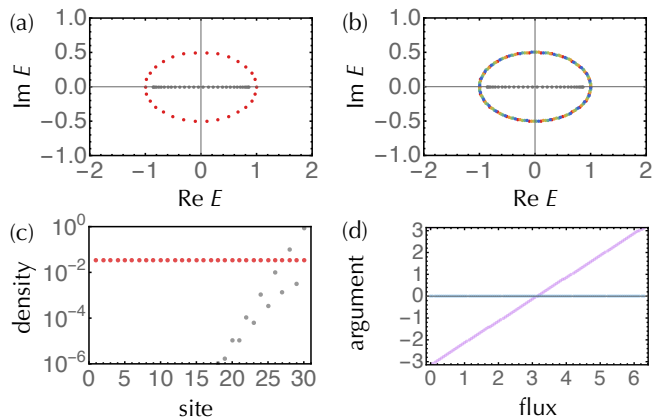 (a)
1.0
0.5
0.0
-0.5
-1.0
Im E
-2 -1 0 1 2
Re E
(b)
1.0
0.5
0.0
-0.5
-1.0
Im E
-2 -1 0 1 2
Re E
(c)
10^0
10^-2
10^-4
10^-6
density
0 5 10 15 20 25 30
site
(d)
3
2
1
0
-1
-2
-3
argument
0 1 2 3 4 5 6
flux